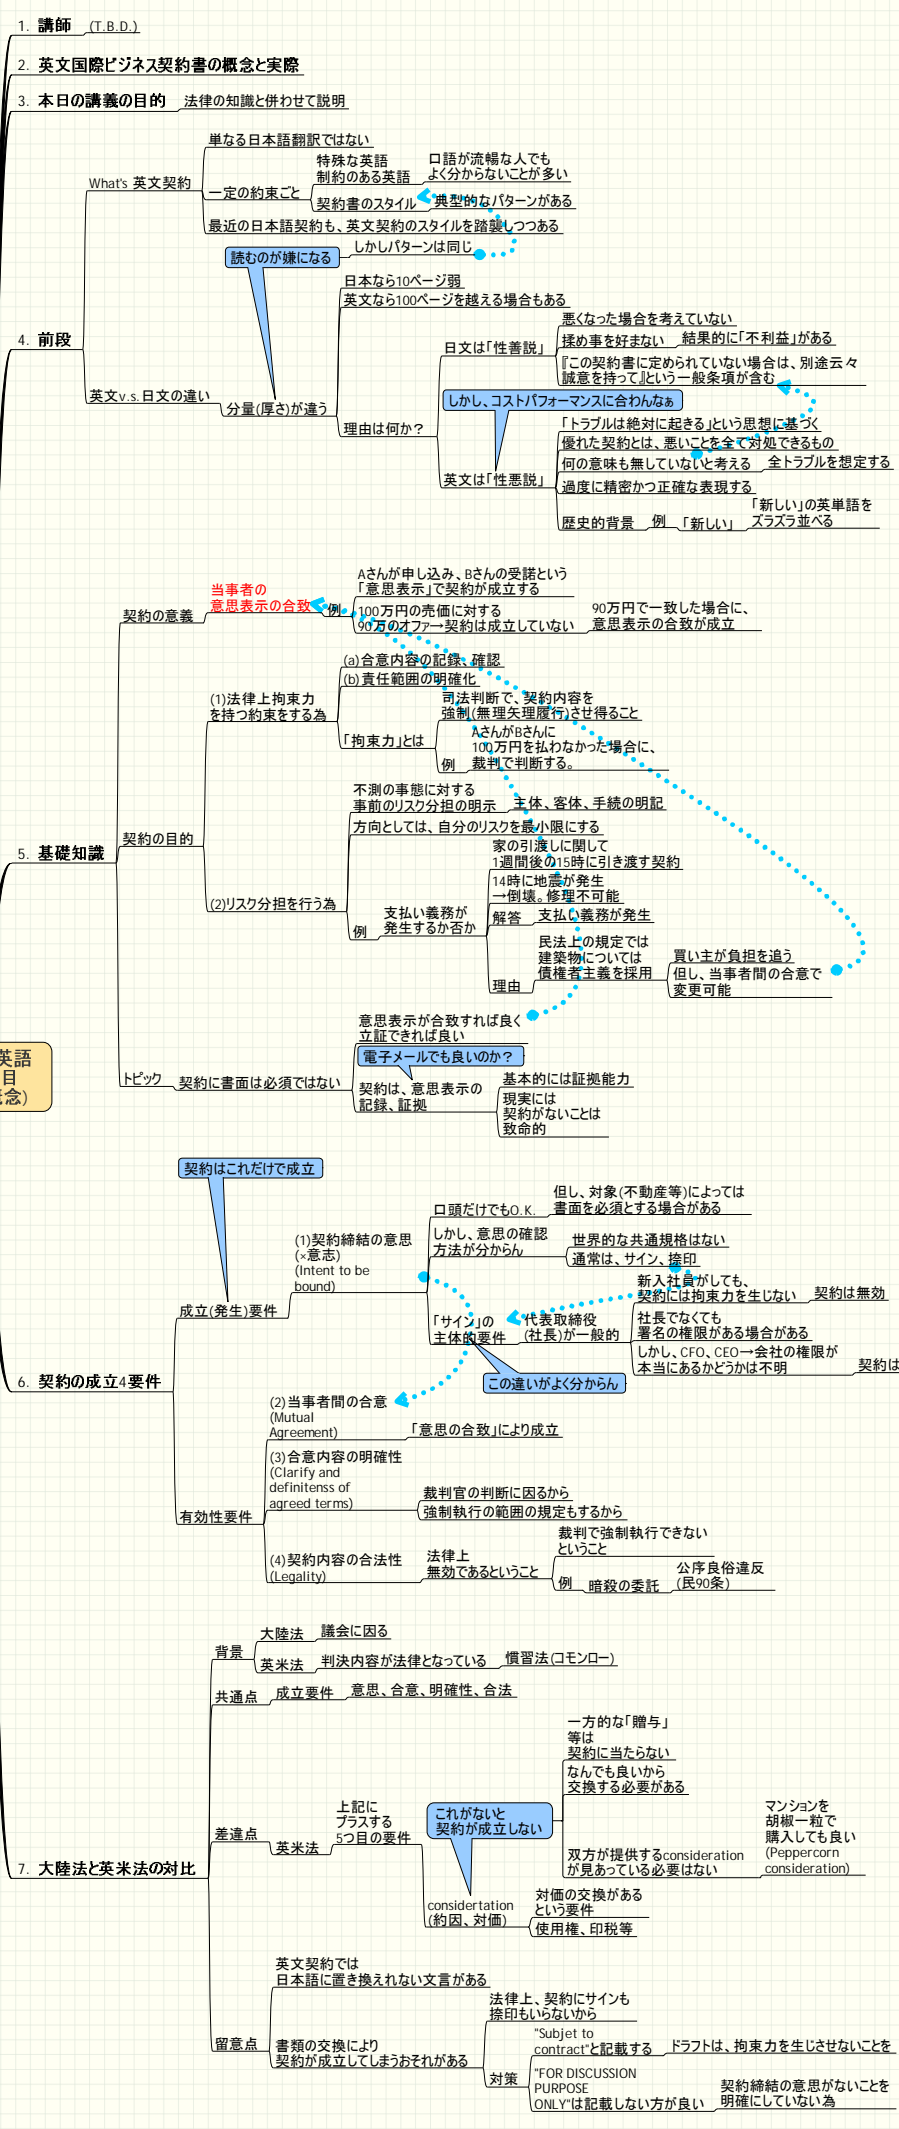 1. 講師 (T.B.D.)
2. 英文国際ビジネス契約書の概念と実際
3. 本日の講義の目的 法律の知識と併わせて説明
4. 前段
What's 英文契約
単なる日本語翻訳ではない
一定の約束ごと
特殊な英語
制約のある英語
口語が流暢な人でも
よく分からないことが多い
契約書のスタイル
典型的なパターンがある
最近の日本語契約も、英文契約のスタイルを踏襲しつつある
英文v.s.日文の違い
分量(厚さ)が違う
読むのが嫌になる
しかしパターンは同じ
日本なら10ページ弱
英文なら100ページを越える場合もある
理由は何か？
日文は「性善説」
悪くなった場合を考えていない
揉め事を好まない
結果的に「不利益」がある
『この契約書に定められていない場合は、別途云々
誠意を持って』という一般条項が含む
しかし、コストパフォーマンスに合わんなぁ
英文は「性悪説」
「トラブルは絶対に起きる」という思想に基づく
優れた契約とは、悪いことを全て対処できるもの
何の意味も無していないと考える
全トラブルを想定する
過度に精密かつ正確な表現する
歴史的背景
例
「新しい」
「新しい」の英単語を
ズラズラ並べる
5. 基礎知識
契約の意義
当事者の
意思表示の合致
例
Aさんが申し込み、Bさんの受諾という
「意思表示」で契約が成立する
100万円の売価に対する
90万のオファ→契約は成立していない
90万円で一致した場合に、
意思表示の合致が成立
契約の目的
(1)法律上拘束力
を持つ約束をする為
(a)合意内容の記録、確認
(b)責任範囲の明確化
「拘束力」とは
司法判断で、契約内容を
強制(無理矢理履行)させ得ること
例
AさんがBさんに
100万円を払わなかった場合に、
裁判で判断する。
(2)リスク分担を行う為
不測の事態に対する
事前のリスク分担の明示
主体、客体、手続の明記
方向としては、自分のリスクを最小限にする
例
支払い義務が
発生するか否か
家の引渡しに関して
1週間後の15時に引き渡す契約
14時に地震が発生
→倒壊。修理不可能
解答
支払い義務が発生
理由
民法上の規定では
建築物については
債権者主義を採用
買い主が負担を追う
但し、当事者間の合意で
変更可能
トピック
契約に書面は必須ではない
意思表示が合致すれば良く
立証できれば良い
電子メールでも良いのか？
契約は、意思表示の
記録、証拠
基本的には証拠能力
現実には
契約がないことは
致命的
英語
目
念)
6. 契約の成立4要件
契約はこれだけで成立
成立(発生)要件
(1)契約締結の意思
(×意志)
(Intent to be
bound)
口頭だけでもO.K.
但し、対象(不動産等)によっては
書面を必須とする場合がある
しかし、意思の確認
方法が分からん
世界的な共通規格はない
通常は、サイン、捺印
「サイン」の
主体的要件
代表取締役
(社長)が一般的
新入社員がしても、
契約には拘束力を生じない
契約は無効
社長でなくても
署名の権限がある場合がある
しかし、CFO、CEO→会社の権限が
本当にあるかどうかは不明
契約は
この違いがよく分からん
有効性要件
(2)当事者間の合意
(Mutual
Agreement)
「意思の合致」により成立
(3)合意内容の明確性
(Clarify and
definitenss of
agreed terms)
裁判官の判断に因るから
強制執行の範囲の規定もするから
(4)契約内容の合法性
(Legality)
法律上
無効であるということ
裁判で強制執行できない
ということ
例
暗殺の委託
公序良俗違反
(民90条)
7. 大陸法と英米法の対比
背景
大陸法
議会に因る
英米法
判決内容が法律となっている
慣習法(コモンロー)
共通点
成立要件
意思、合意、明確性、合法
差違点
英米法
上記に
プラスする
5つ目の要件
これがないと
契約が成立しない
一方的な「贈与」
等は
契約に当たらない
なんでも良いから
交換する必要がある
双方が提供するconsideration
が見あっている必要はない
マンションを
胡椒一粒で
購入しても良い
(Peppercorn
consideration)
considertation
(約因、対価)
対価の交換がある
という要件
使用権、印税等
留意点
英文契約では
日本語に置き換えれない文言がある
書類の交換により
契約が成立してしまうおそれがある
法律上、契約にサインも
捺印もいらないから
対策
"Subjet to
contract"と記載する
ドラフトは、拘束力を生じさせないことを
"FOR DISCUSSION
PURPOSE
ONLY"は記載しない方が良い
契約締結の意思がないことを
明確にしていない為